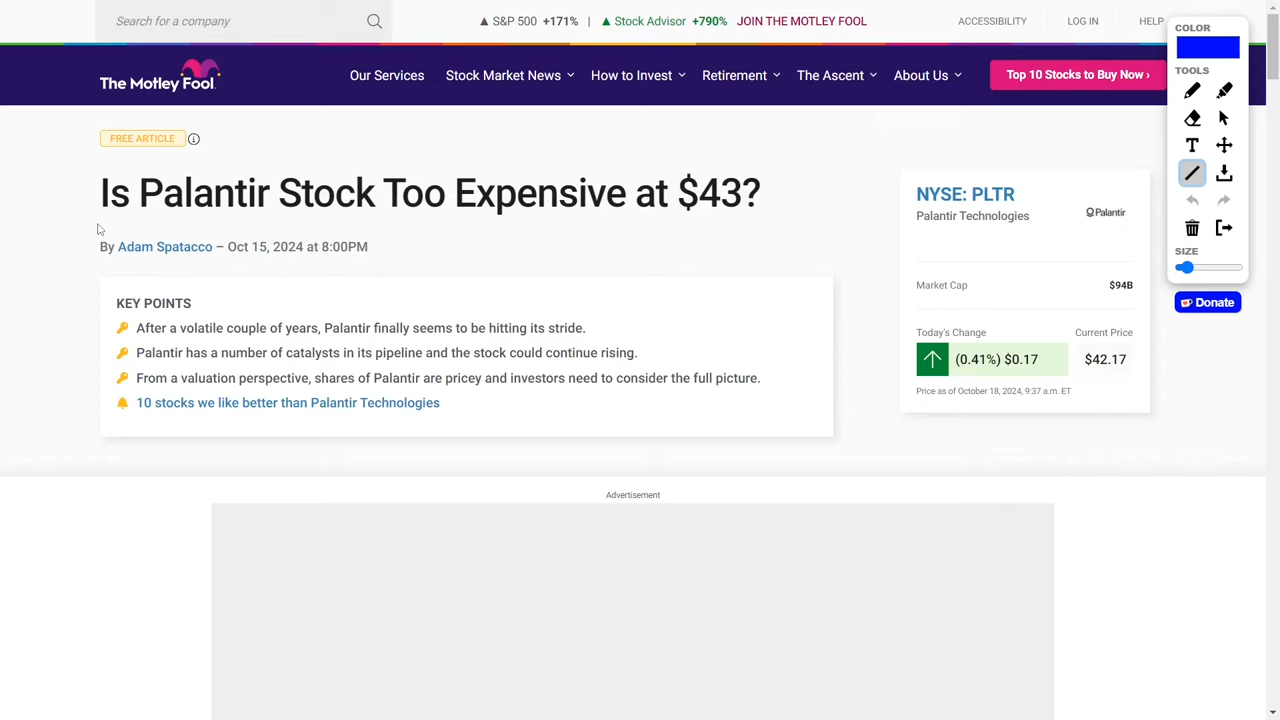 Search for a company
▲ S&P 500 +171% | ▲ Stock Advisor +790% JOIN THE MOTLEY FOOL
ACCESSIBILITY LOG IN HELP
The Motley Fool
Our Services Stock Market News How to Invest Retirement The Ascent About Us
Top 10 Stocks to Buy Now ›
FREE ARTICLE
Is Palantir Stock Too Expensive at $43?
By Adam Spatacco – Oct 15, 2024 at 8:00PM
KEY POINTS
After a volatile couple of years, Palantir finally seems to be hitting its stride.
Palantir has a number of catalysts in its pipeline and the stock could continue rising.
From a valuation perspective, shares of Palantir are pricey and investors need to consider the full picture.
10 stocks we like better than Palantir Technologies
NYSE: PLTR
Palantir Technologies
Palantir
Market Cap $94B
Today's Change Current Price
(0.41%) $0.17 $42.17
Price as of October 18, 2024, 9:37 a.m. ET
Advertisement
COLOR
TOOLS
SIZE
Donate